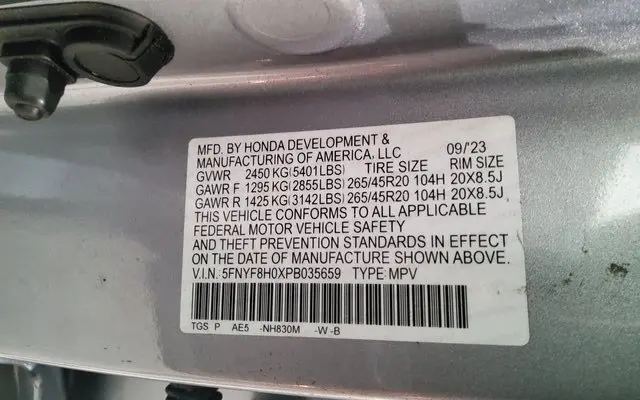 MFD. BY HONDA DEVELOPMENT & 09/'23
MANUFACTURING OF AMERICA, LLC
GVWR 2450 KG(5401LBS) TIRE SIZE RIM SIZE
GAWR F 1295 KG(2855LBS) 265/45R20 104H 20X8.5J
GAWR R 1425 KG(3142LBS) 265/45R20 104H 20X8.5J
THIS VEHICLE CONFORMS TO ALL APPLICABLE
FEDERAL MOTOR VEHICLE SAFETY
AND THEFT PREVENTION STANDARDS IN EFFECT
ON THE DATE OF MANUFACTURE SHOWN ABOVE.
V.I.N.:5FNYF8H0XPB035659 TYPE:MPV
TGS P AE5 -NH830M -W-B